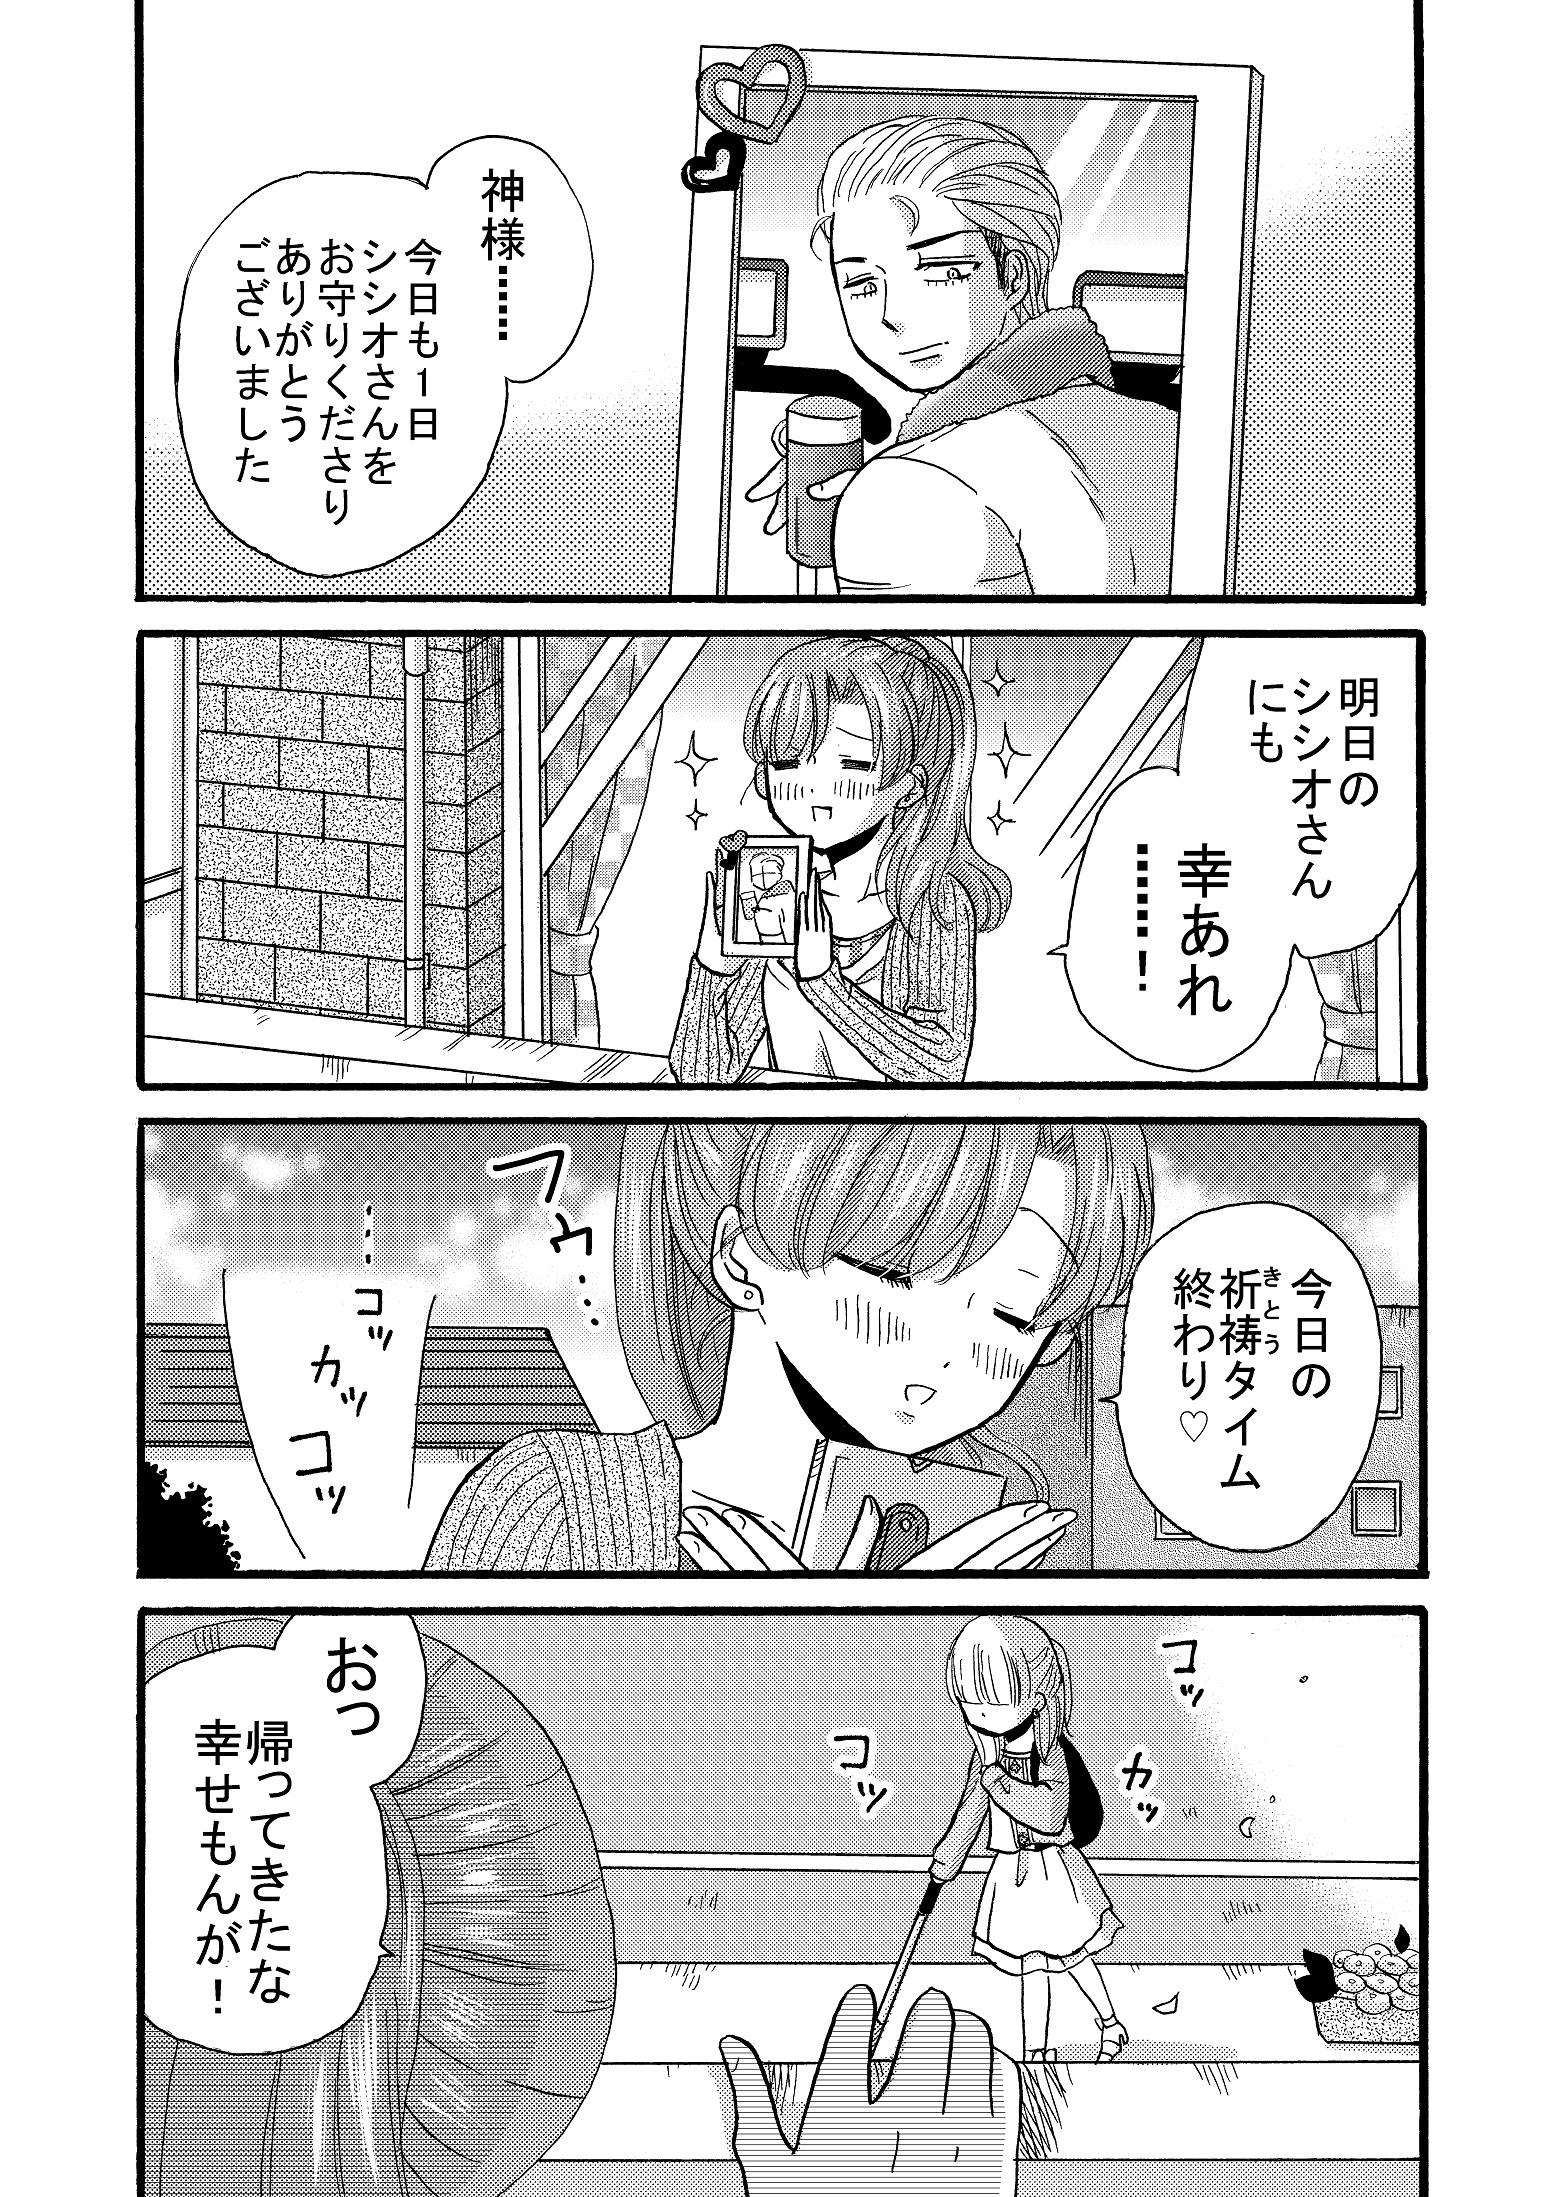 神様……
今日も1日
シシオさんを
お守りくださり
ありがとう
ございました
明日の
シシオさん
にも
幸あれ
……！
今日の
祈祷タイム
きとう
終わり♡
フゥ…
……コッ
カッ
コッ
おっ
帰ってきたな
幸せもんが！
コッ
カッ
コッ